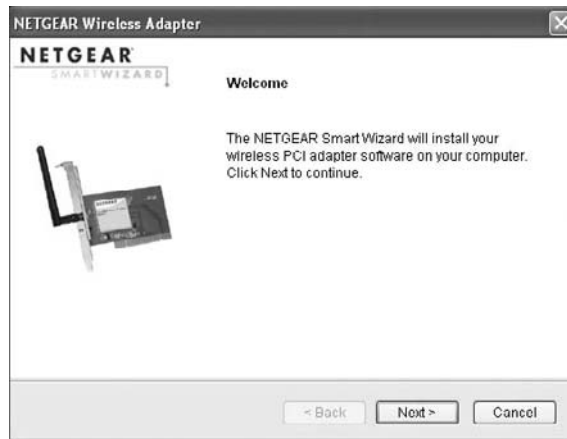 NETGEAR Wireless Adapter
NETGEAR
SMARTWIZARD
Welcome
The NETGEAR Smart Wizard will install your
wireless PCI adapter software on your computer.
Click Next to continue.
< Back
Next >
Cancel